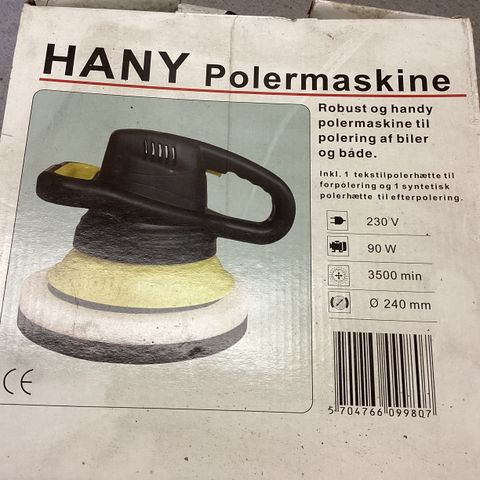 HANY Polermaskine
Robust og handy
polermaskine til
polering af biler
og både.
Inkl. 1 tekstilpolerhætte til
forpolering og 1 syntetisk
polerhætte til efterpolering.
230 V
90 W
3500 min
Ø 240 mm
CE
5 704766 099807